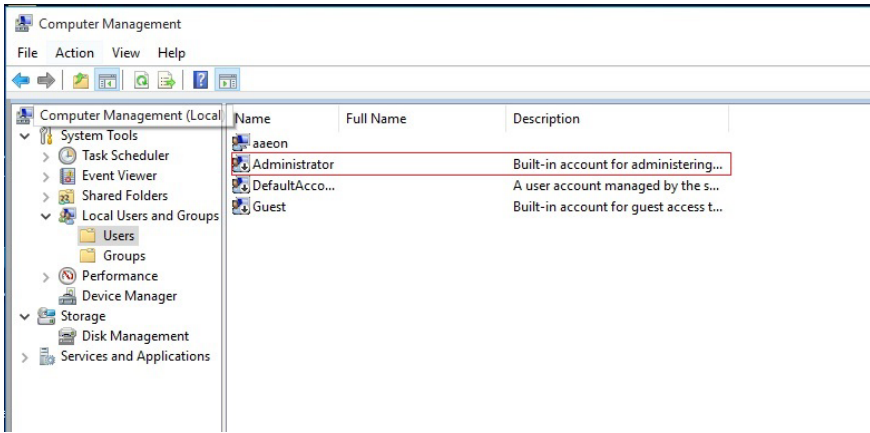 Computer Management
File Action View Help
Computer Management (Local
System Tools
Task Scheduler
Event Viewer
Shared Folders
Local Users and Groups
Users
Groups
Performance
Device Manager
Storage
Disk Management
Services and Applications
Name Full Name Description
aaeon
Administrator Built-in account for administering...
DefaultAcco... A user account managed by the s...
Guest Built-in account for guest access t...